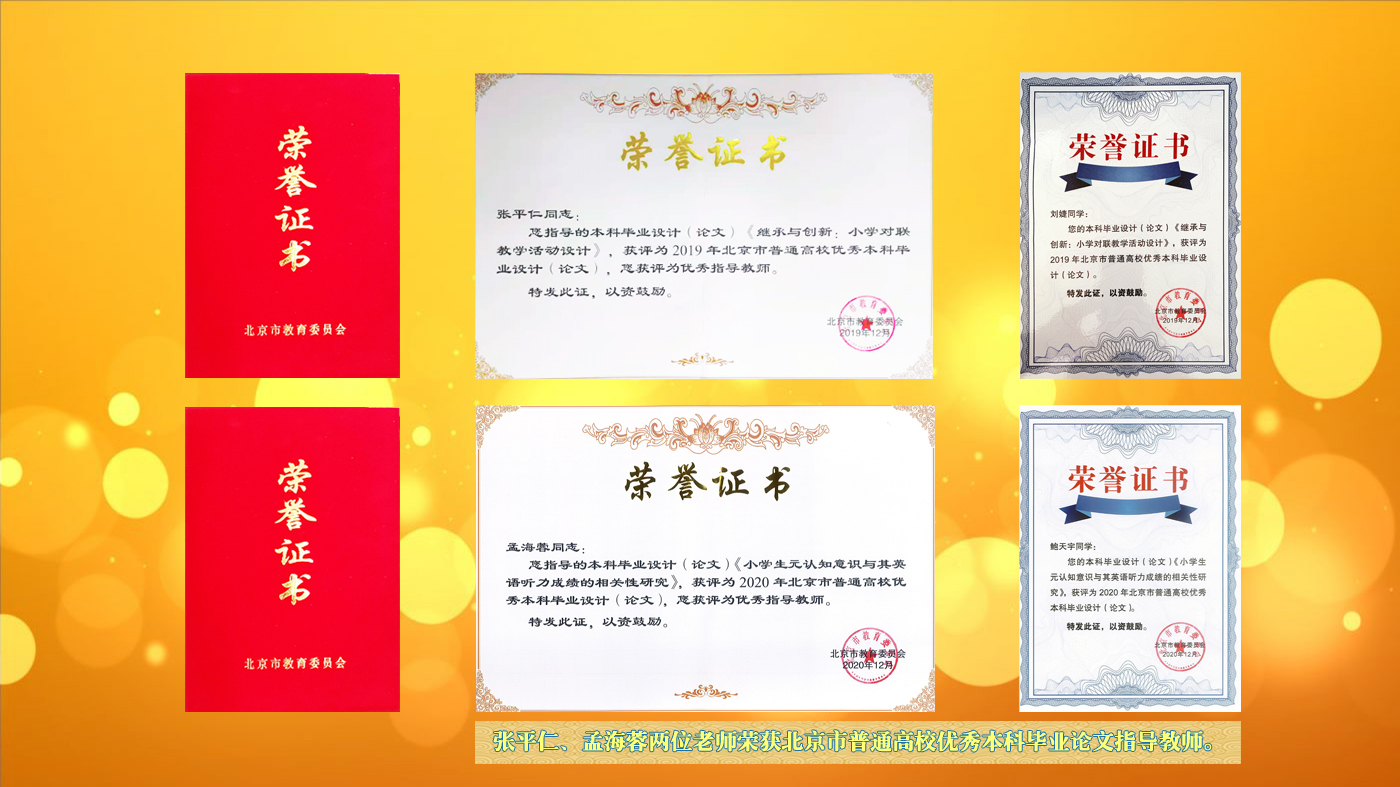 荣
誉
证
书
北京市教育委员会
荣誉证书
张平仁同志：
您指导的本科毕业设计（论文）《继承与创新：小学对联
教学活动设计》，获评为2019年北京市普通高校优秀本科毕
业设计（论文），您获评为优秀指导教师。
特发此证，以资鼓励。
北京市教育委员会
2019年12月
荣誉证书
刘婕同学：
您的本科毕业设计（论文）《继承与
创新：小学对联教学活动设计》，获评为
2019年北京市普通高校优秀本科毕业设
计（论文）。
特发此证，以资鼓励。
北京市教育委员会
2019年12月
荣
誉
证
书
北京市教育委员会
荣誉证书
孟海蓉同志：
您指导的本科毕业设计（论文）《小学生元认知意识与其英
语听力成绩的相关性研究》，获评为2020年北京市普通高校优
秀本科毕业设计（论文），您获评为优秀指导教师。
特发此证，以资鼓励。
北京市教育委员会
2020年12月
荣誉证书
鲍天宇同学：
您的本科毕业设计（论文）《小学生
元认知意识与其英语听力成绩的相关性研
究》，获评为2020年北京市普通高校优秀
本科毕业设计（论文）。
特发此证，以资鼓励。
北京市教育委员会
2020年12月
张平仁、孟海蓉两位老师荣获北京市普通高校优秀本科毕业论文指导教师。